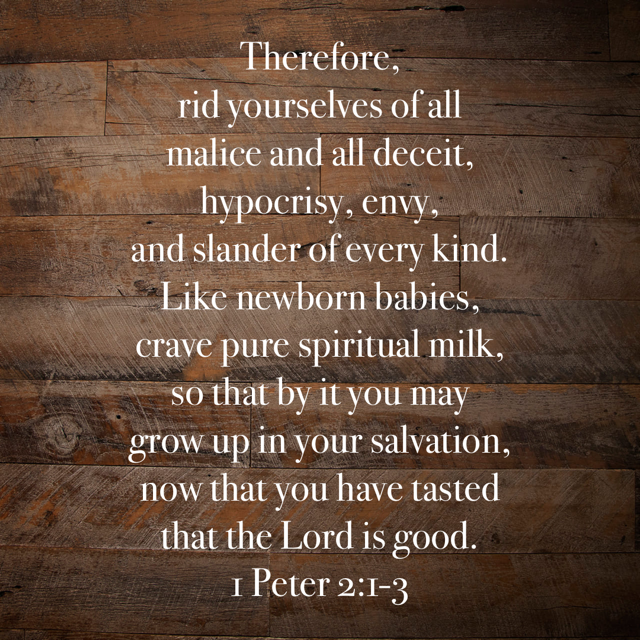 Therefore,
rid yourselves of all
malice and all deceit,
hypocrisy, envy,
and slander of every kind.
Like newborn babies,
crave pure spiritual milk,
so that by it you may
grow up in your salvation,
now that you have tasted
that the Lord is good.
1 Peter 2:1-3